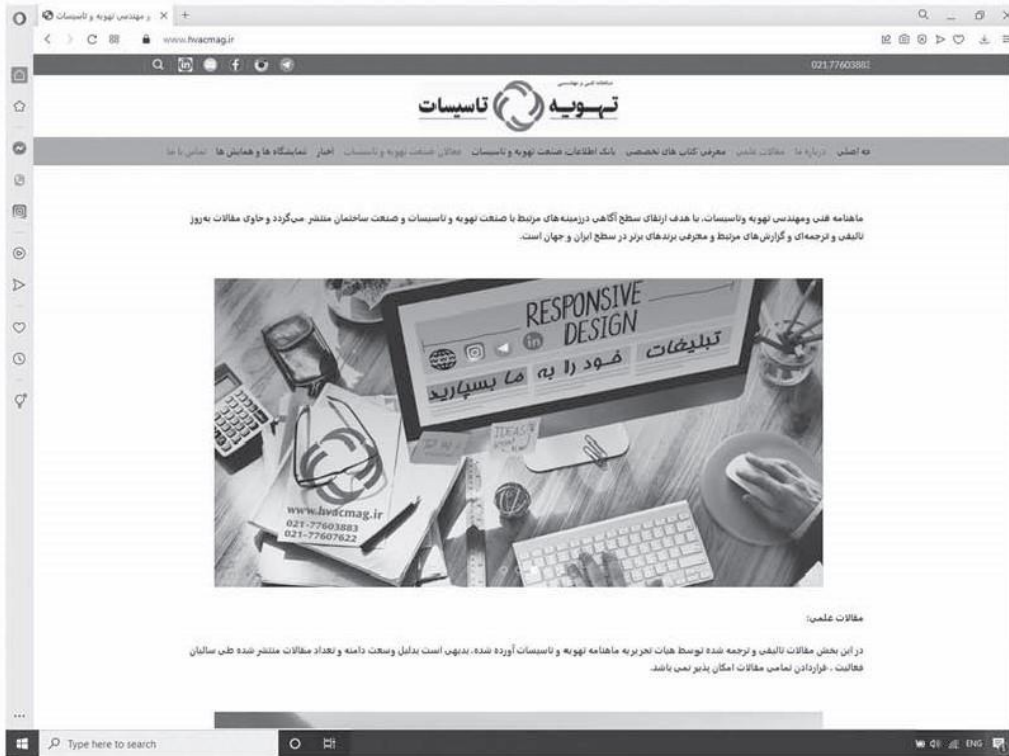 و مهندسی تهویه و تاسیسات
www.hvacmag.ir
021.77603883
ماهنامه فنی و مهندسی
تهویه تاسیسات
درباره ما مقالات علمی معرفی کتاب های تخصصی بانک اطلاعات صنعت تهویه و تاسیسات فعالان صنعت تهویه و تاسیسات اخبار نمایشگاه ها و همایش ها تماس با ما
ماهنامه فنی ومهندسی تهویه وتاسیسات، با هدف ارتقای سطح آگاهی درزمینه‌های مرتبط با صنعت تهویه و تاسیسات و صنعت ساختمان منتشر می‌گردد و حاوی مقالات به‌روز
تالیفی و ترجمه‌ای و گزارش‌های مرتبط و معرفی برندهای برتر در سطح ایران و جهان است.
RESPONSIVE
DESIGN
تبلیغات
خود را به
ما بسپارید
IDEAS
www.hvacmag.ir
021-77603883
021-77607622
مقالات علمی:
در این بخش مقالات تالیفی و ترجمه شده توسط هیات تحریریه ماهنامه تهویه و تاسیسات آورده شده، بدیهی است بدلیل وسعت دامنه و تعداد مقالات منتشر شده طی سالیان
فعالیت ، قراردادن تمامی مقالات امکان پذیر نمی باشد.
Type here to search
ENG